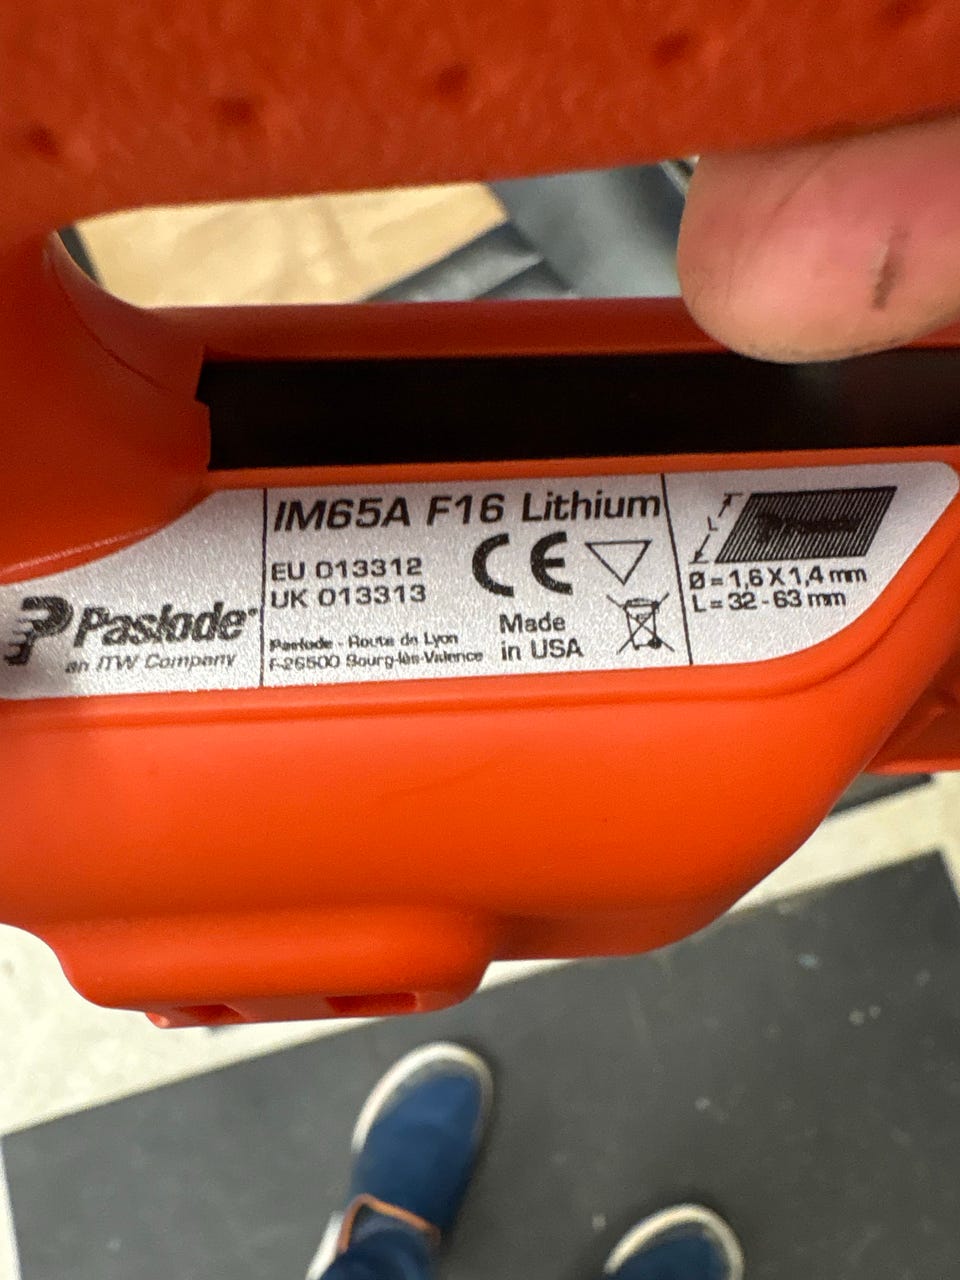 Paslode
an ITW Company
IM65A F16 Lithium
EU 013312
UK 013313
Paslode - Route de Lyon
F-26500 Bourg-lès-Valence
CE
Made
in USA
L
Ø = 1,6 X 1,4 mm
L = 32 - 63 mm